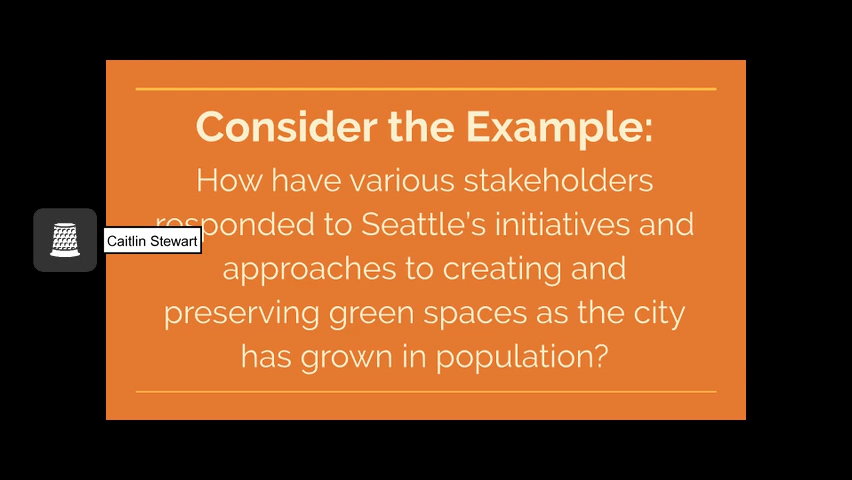 Consider the Example:
How have various stakeholders
responded to Seattle's initiatives and
Caitlin Stewart
approaches to creating and
preserving green spaces as the city
has grown in population?